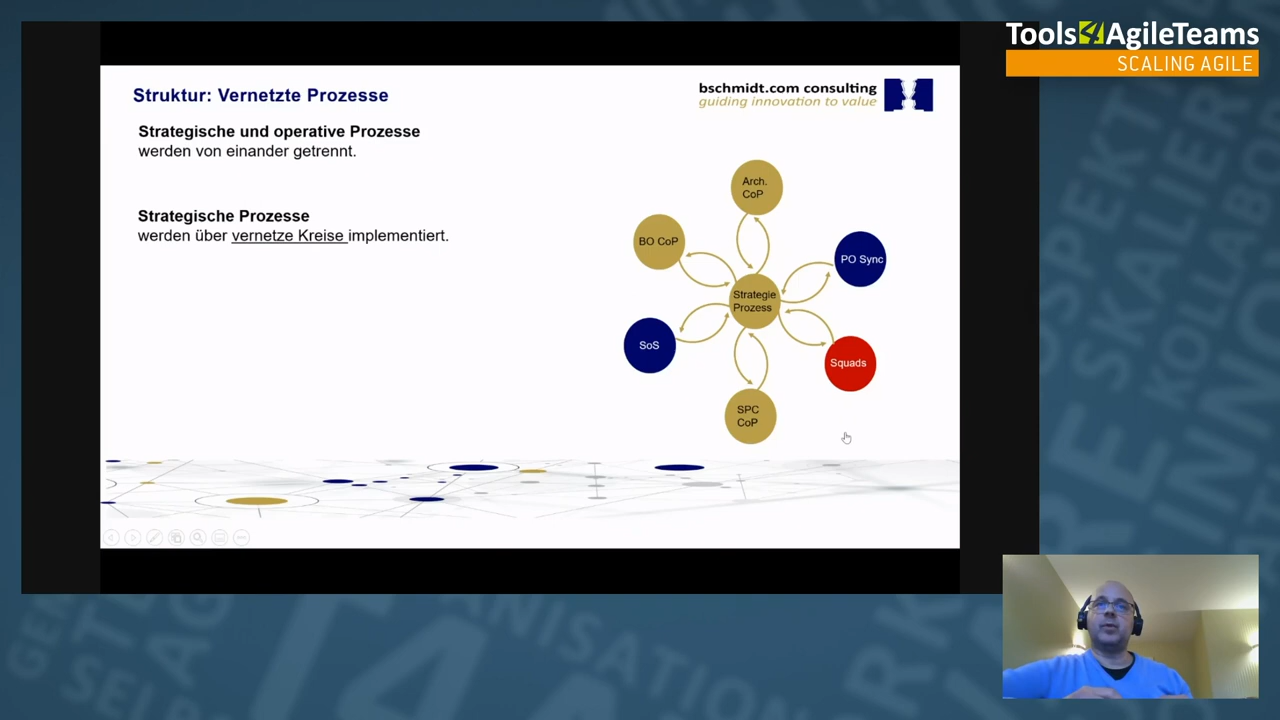 Tools4AgileTeams
SCALING AGILE
Struktur: Vernetzte Prozesse
bschmidt.com consulting
guiding innovation to value
Strategische und operative Prozesse
werden von einander getrennt.
Strategische Prozesse
werden über vernetze Kreise implementiert.
Arch.
CoP
BO CoP
PO Sync
Strategie
Prozess
SoS
Squads
SPC
CoP